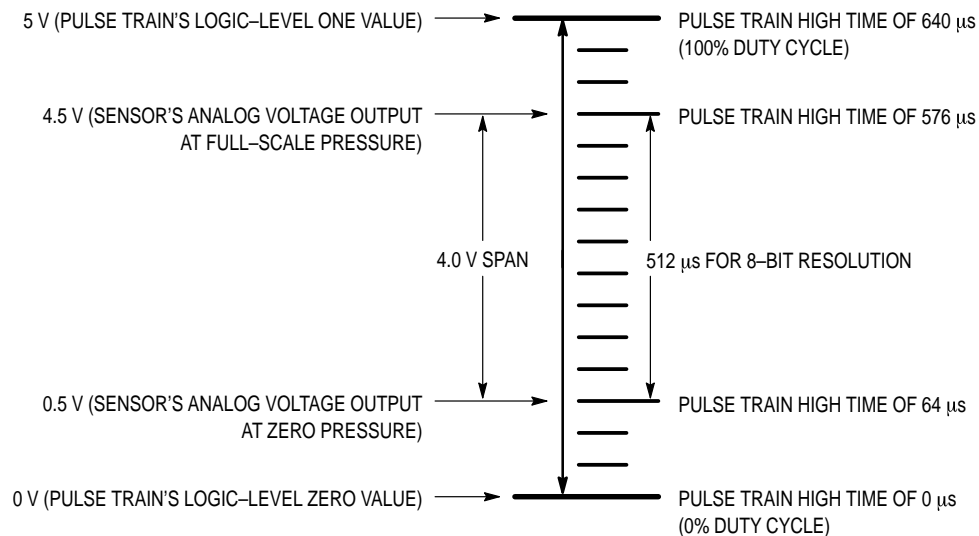 5 V (PULSE TRAIN'S LOGIC–LEVEL ONE VALUE)
PULSE TRAIN HIGH TIME OF 640 µs
(100% DUTY CYCLE)
4.5 V (SENSOR'S ANALOG VOLTAGE OUTPUT
AT FULL–SCALE PRESSURE)
PULSE TRAIN HIGH TIME OF 576 µs
4.0 V SPAN
512 µs FOR 8–BIT RESOLUTION
0.5 V (SENSOR'S ANALOG VOLTAGE OUTPUT
AT ZERO PRESSURE)
PULSE TRAIN HIGH TIME OF 64 µs
0 V (PULSE TRAIN'S LOGIC–LEVEL ZERO VALUE)
PULSE TRAIN HIGH TIME OF 0 µs
(0% DUTY CYCLE)